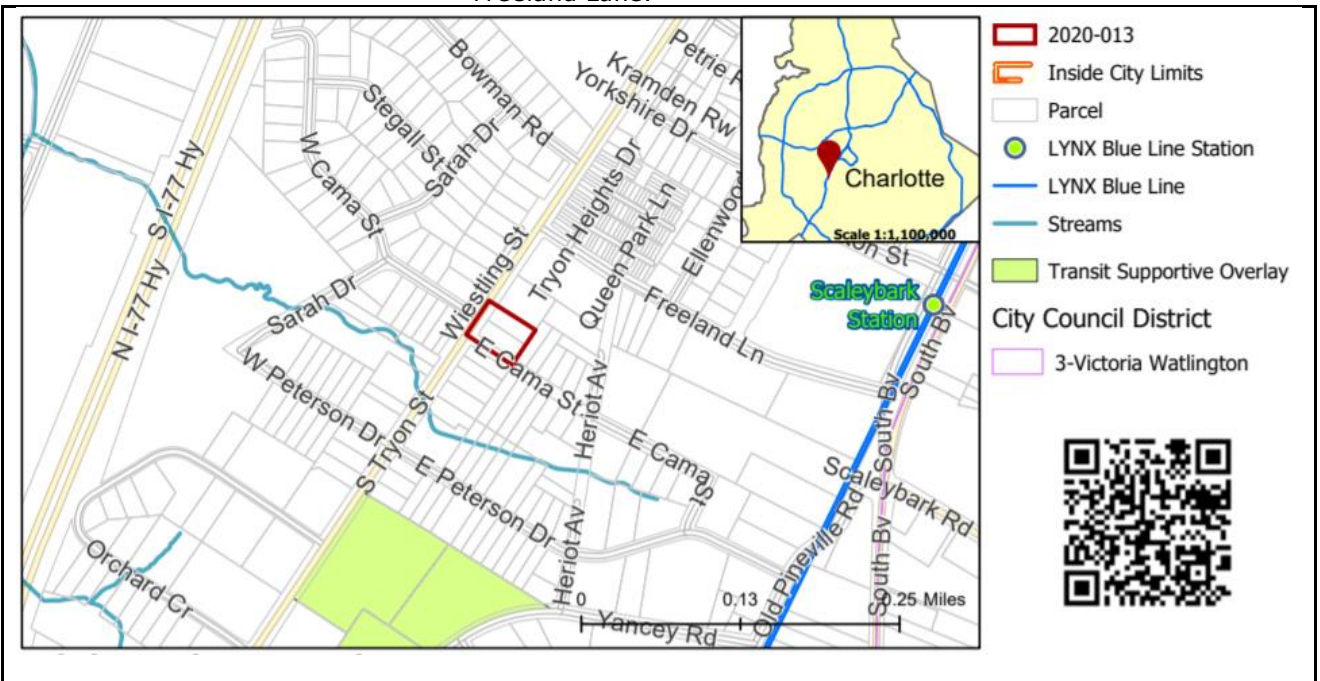 2020-013
Inside City Limits
Parcel
LYNX Blue Line Station
LYNX Blue Line
Streams
Transit Supportive Overlay
City Council District
3-Victoria Watlington
Charlotte
Scale 1:1,100,000
Bowman Rd
Kramden Rw
Yorkshire Dr
Stegall St
Sarah Dr
W Cama St
S I-77 Hy
N I-77 Hy
Tryon Heights Dr
Queen Park Ln
Wiestling St
Freeland Ln
Scaleybark
Station
South Bv
Sarah Dr
E Cama St
W Peterson Dr
Heriot Av
E Cama St
South Bv
Scaleybark Rd
S Tryon St
E Peterson Dr
Old Pineville Rd
South Bv
Orchard Cr
Heriot Av
Yancey Rd
0
0.13
0.25 Miles